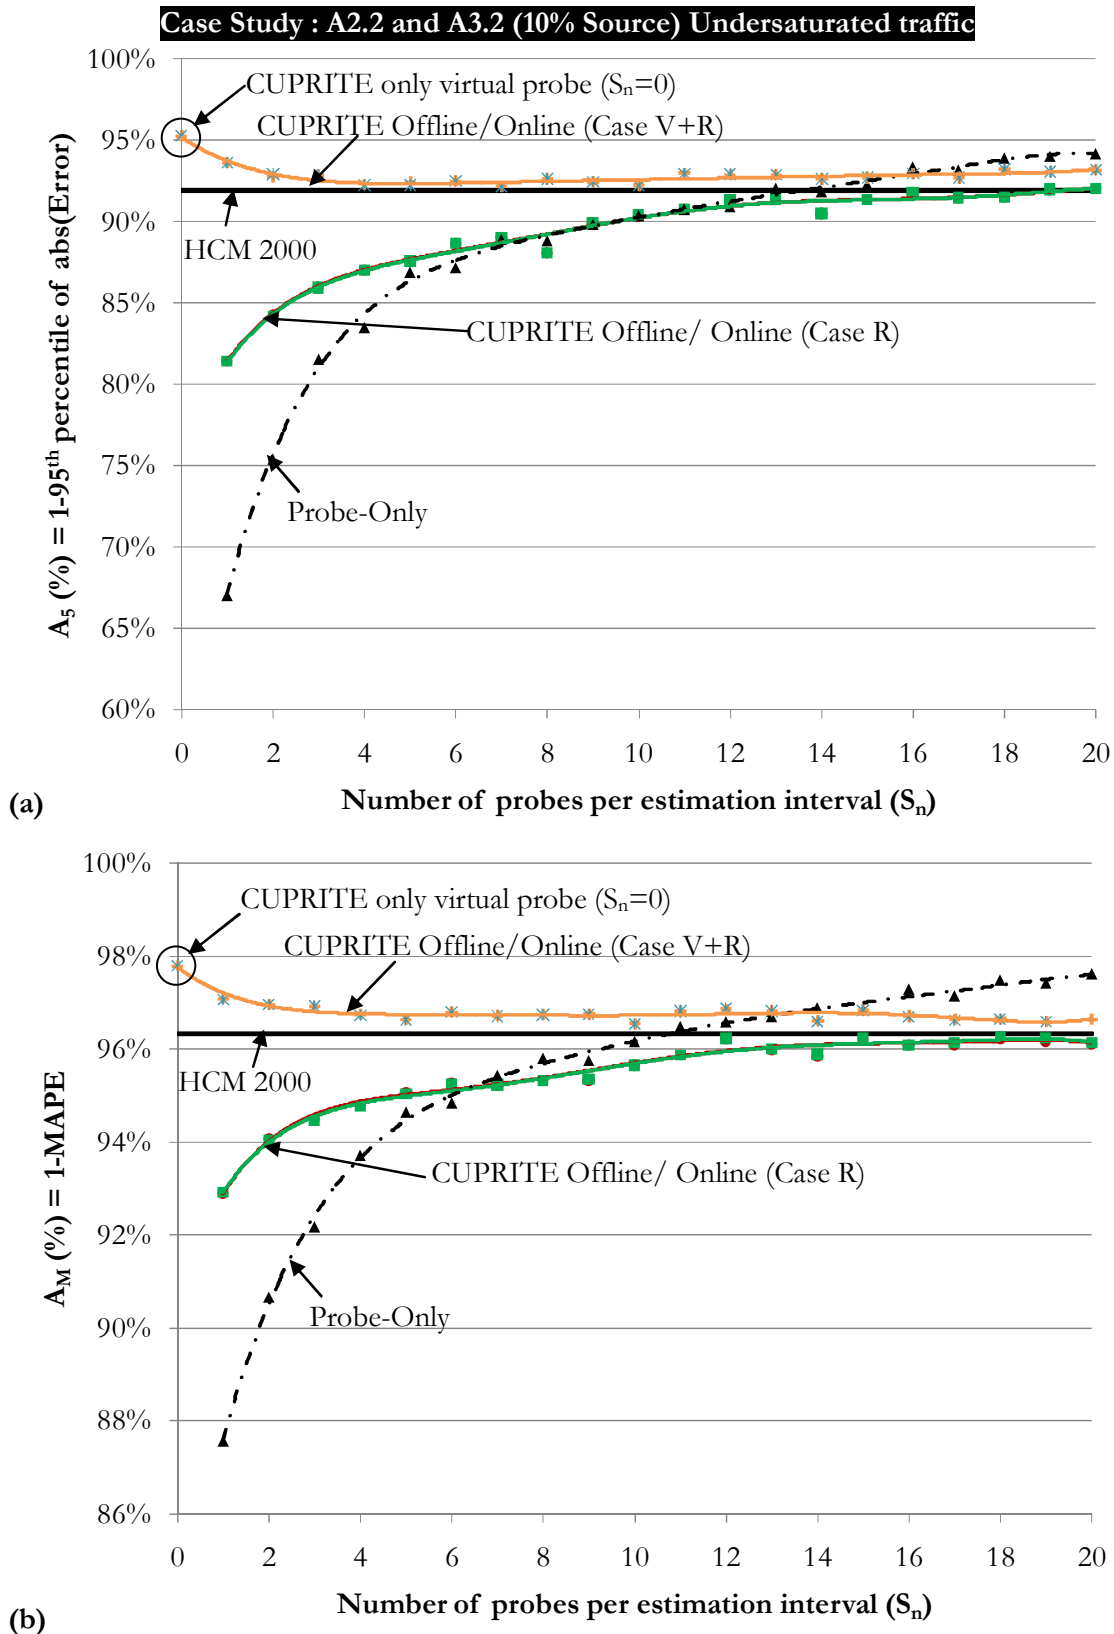 Case Study : A2.2 and A3.2 (10% Source) Undersaturated traffic
100%
CUPRITE only virtual probe (Sₙ=0)
CUPRITE Offline/Online (Case V+R)
95%
90%
HCM 2000
85%
CUPRITE Offline/ Online (Case R)
80%
75%
Probe-Only
70%
65%
60%
A₅ (%) = 1-95ᵗʰ percentile of abs(Error)
0 2 4 6 8 10 12 14 16 18 20
Number of probes per estimation interval (Sₙ)
(a)
100%
CUPRITE only virtual probe (Sₙ=0)
CUPRITE Offline/Online (Case V+R)
98%
96%
HCM 2000
94%
CUPRITE Offline/ Online (Case R)
92%
Probe-Only
90%
88%
86%
A_M (%) = 1-MAPE
0 2 4 6 8 10 12 14 16 18 20
Number of probes per estimation interval (Sₙ)
(b)